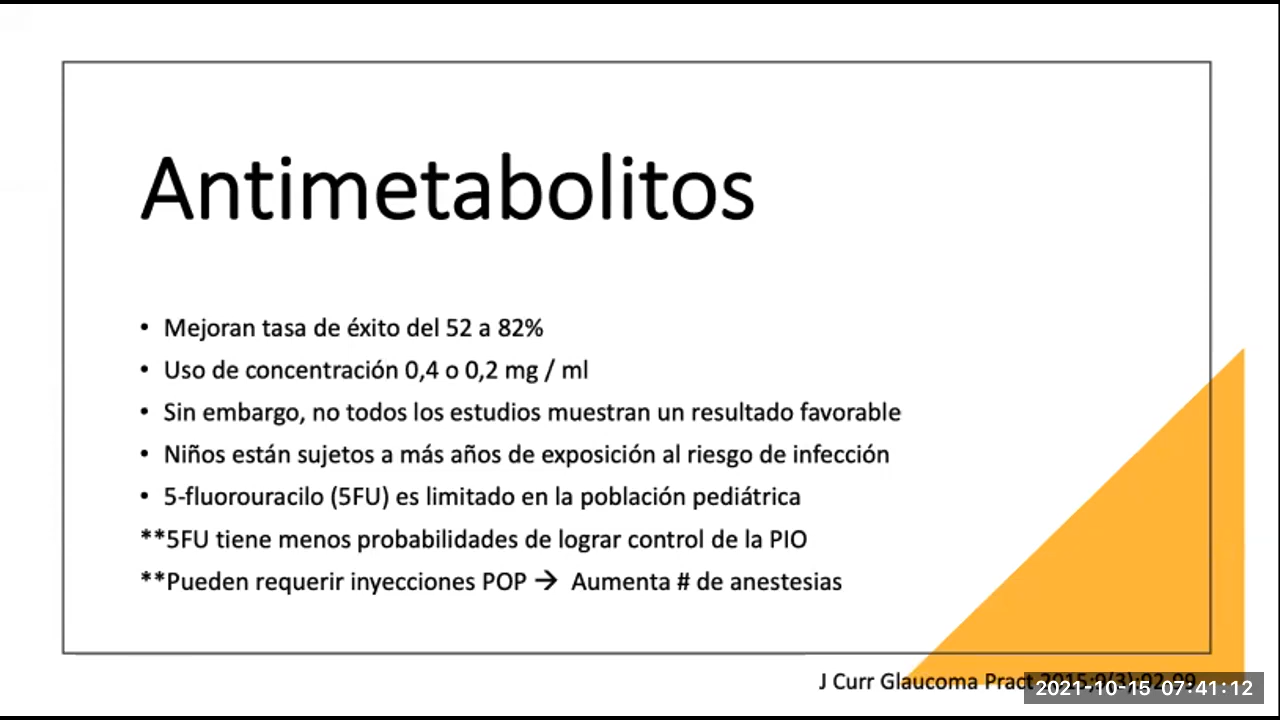 Antimetabolitos
• Mejoran tasa de éxito del 52 a 82%
• Uso de concentración 0,4 o 0,2 mg / ml
• Sin embargo, no todos los estudios muestran un resultado favorable
• Niños están sujetos a más años de exposición al riesgo de infección
• 5-fluorouracilo (5FU) es limitado en la población pediátrica
**5FU tiene menos probabilidades de lograr control de la PIO
**Pueden requerir inyecciones POP → Aumenta # de anestesias
J Curr Glaucoma Pract
2021-10-15 07:41:12